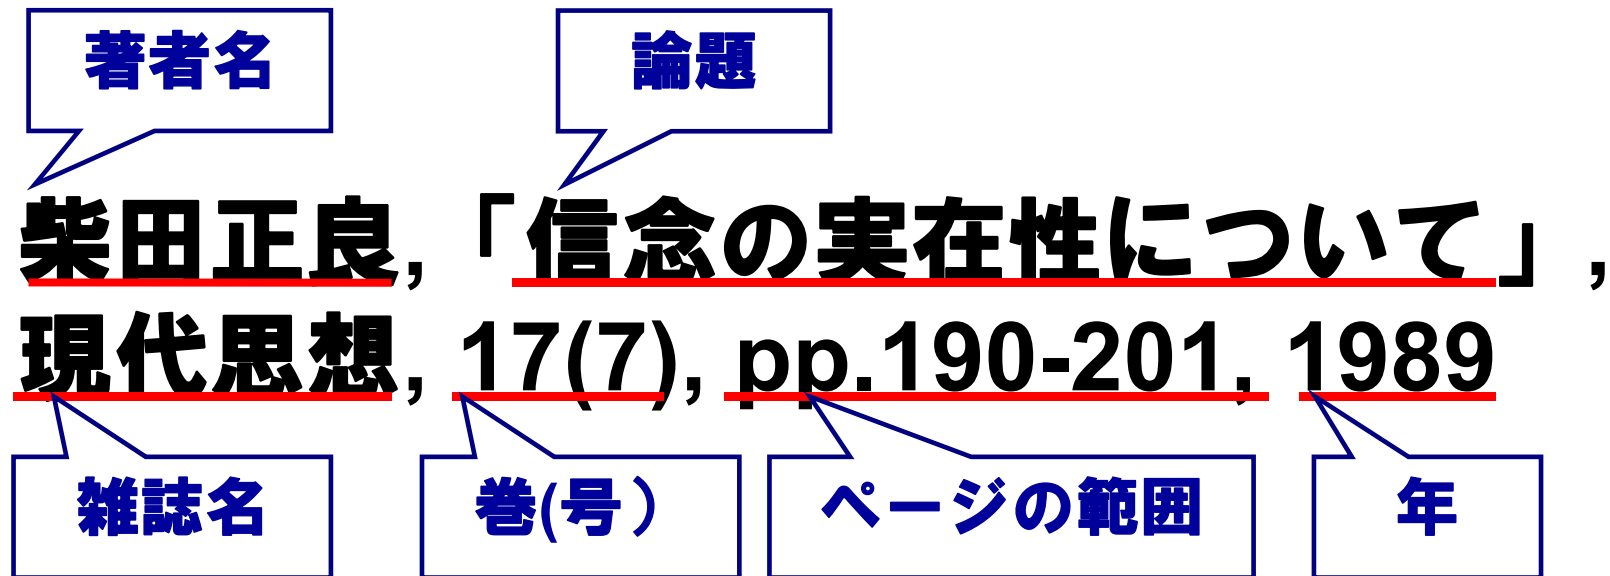 著者名 論題
柴田正良,「信念の実在性について」,
現代思想, 17(7), pp.190-201, 1989
雑誌名 巻(号） ページの範囲 年